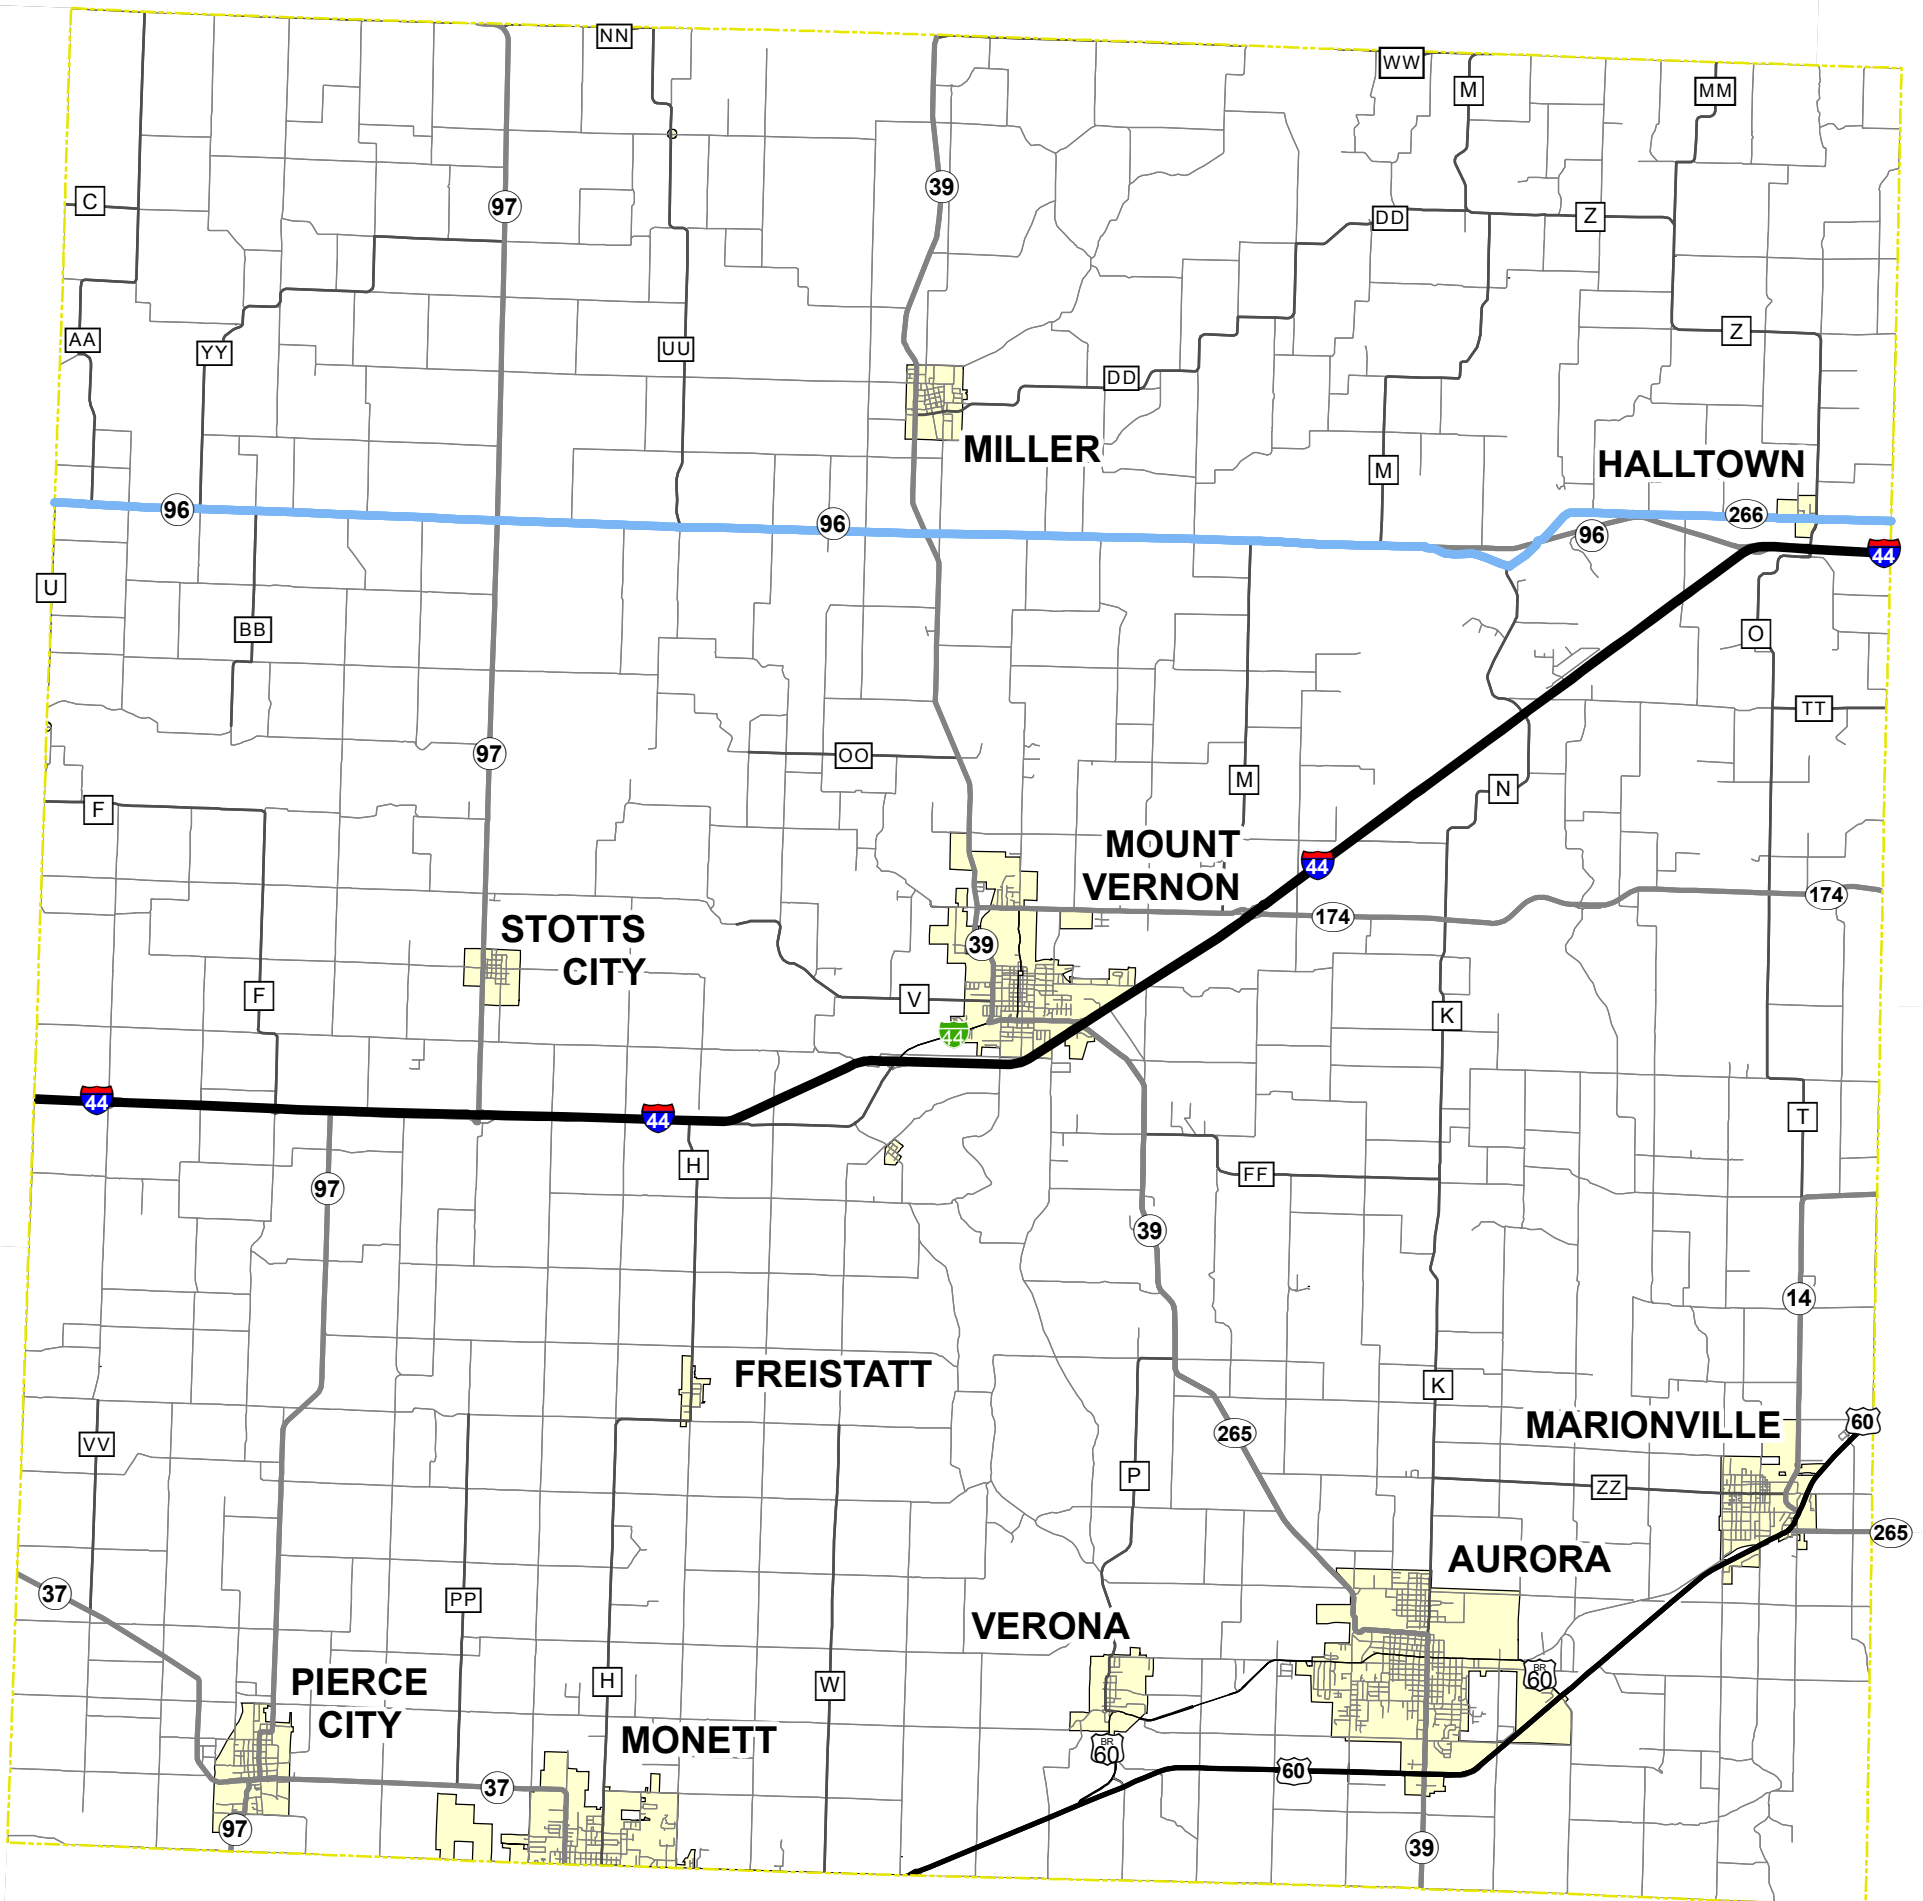 NN
WW
M
MM
39
C
97
DD
Z
AA
YY
UU
Z
DD
MILLER
M
HALLTOWN
96
96
266
96
44
U
BB
O
TT
97
OO
M
N
F
MOUNT
VERNON
44
174
174
STOTTS
CITY
39
F
V
K
44
44
44
T
H
FF
97
39
14
FREISTATT
K
MARIONVILLE
60
VV
265
P
ZZ
265
AURORA
37
PP
VERONA
PIERCE
CITY
H
W
BR
60
MONETT
BR
60
60
37
97
39